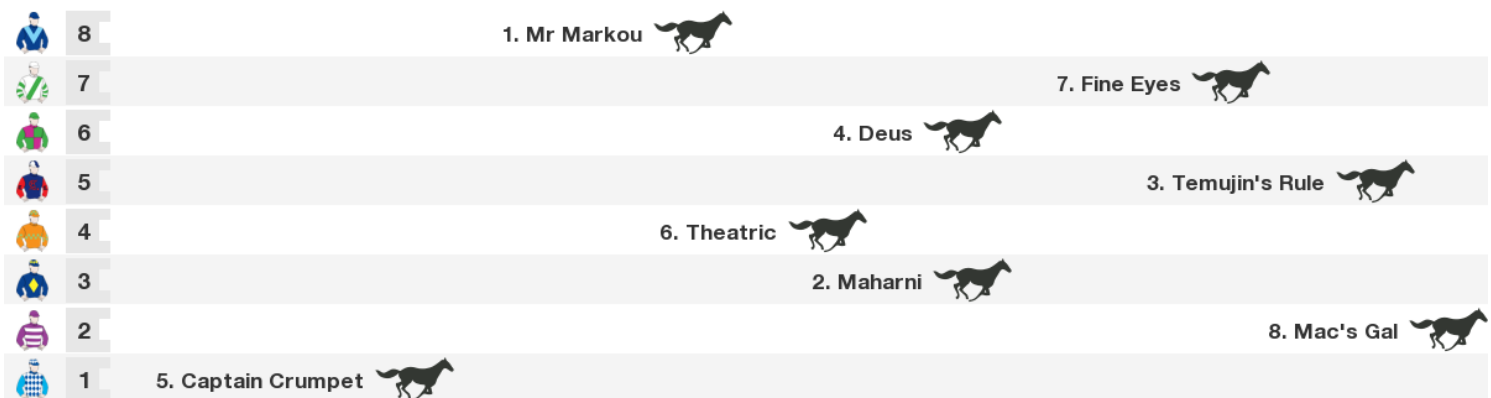 8 1. Mr Markou
7 7. Fine Eyes
6 4. Deus
5 3. Temujin's Rule
4 6. Theatric
3 2. Maharni
2 8. Mac's Gal
1 5. Captain Crumpet